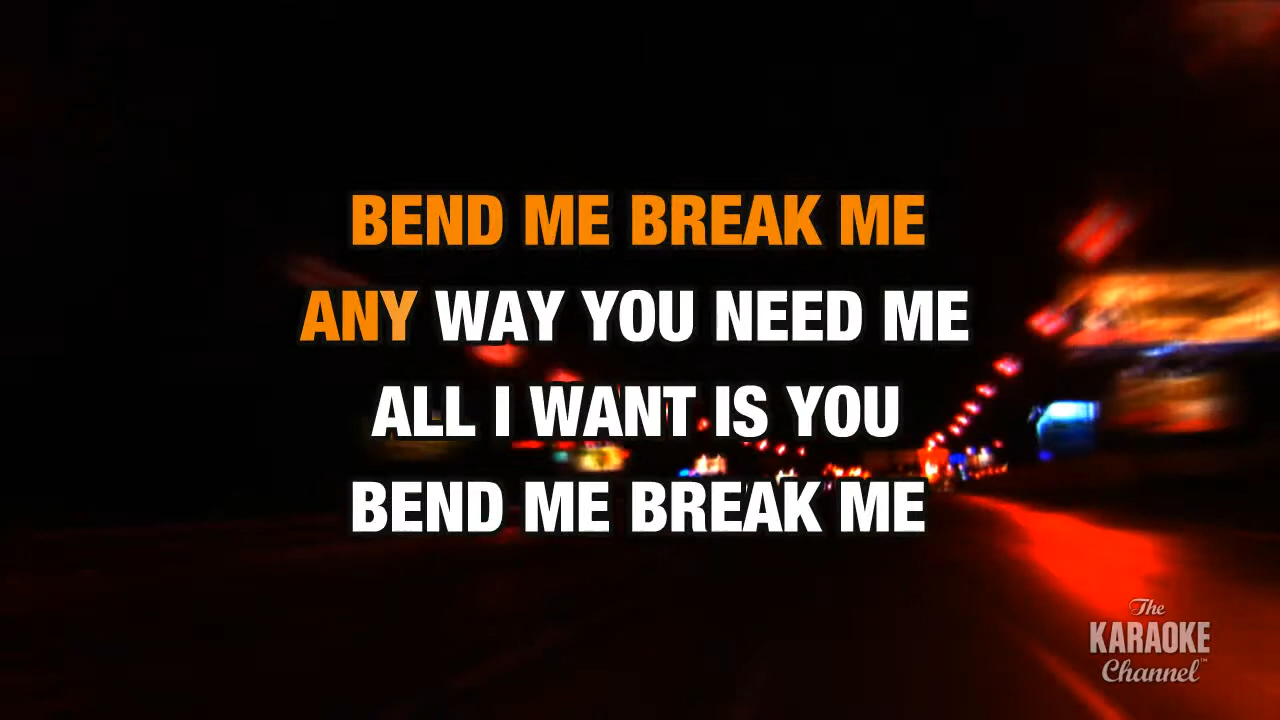 BEND ME BREAK ME
ANY WAY YOU NEED ME
ALL I WANT IS YOU
BEND ME BREAK ME
The
KARAOKE
Channel™